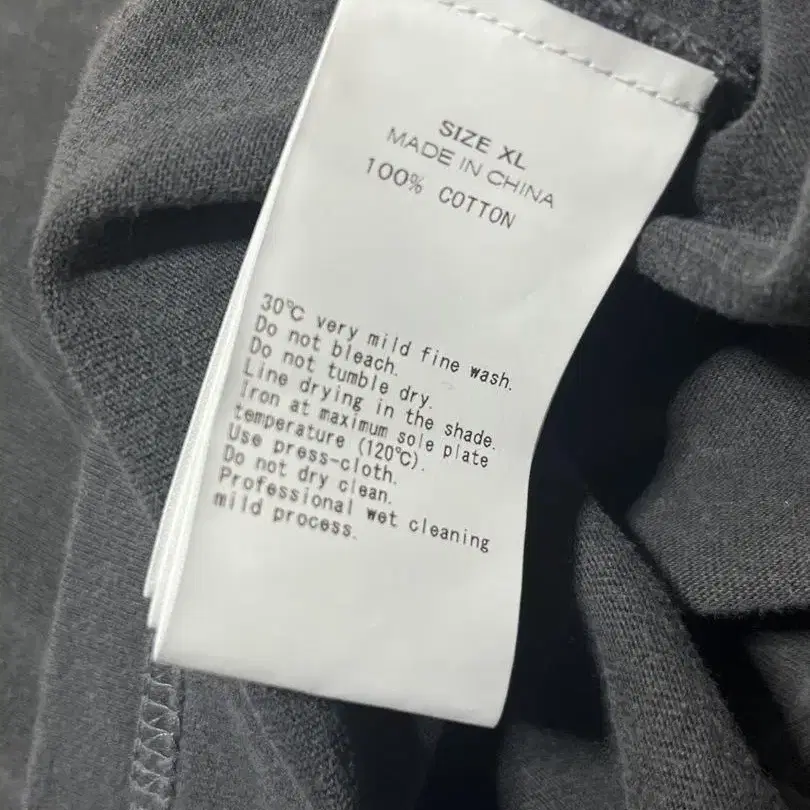 SIZE XL
MADE IN CHINA
100% COTTON
30℃ very mild fine wash.
Do not bleach.
Do not tumble dry.
Line drying in the shade.
Iron at maximum sole plate
temperature (120℃).
Use press-cloth.
Do not dry clean.
Professional wet cleaning
mild process.